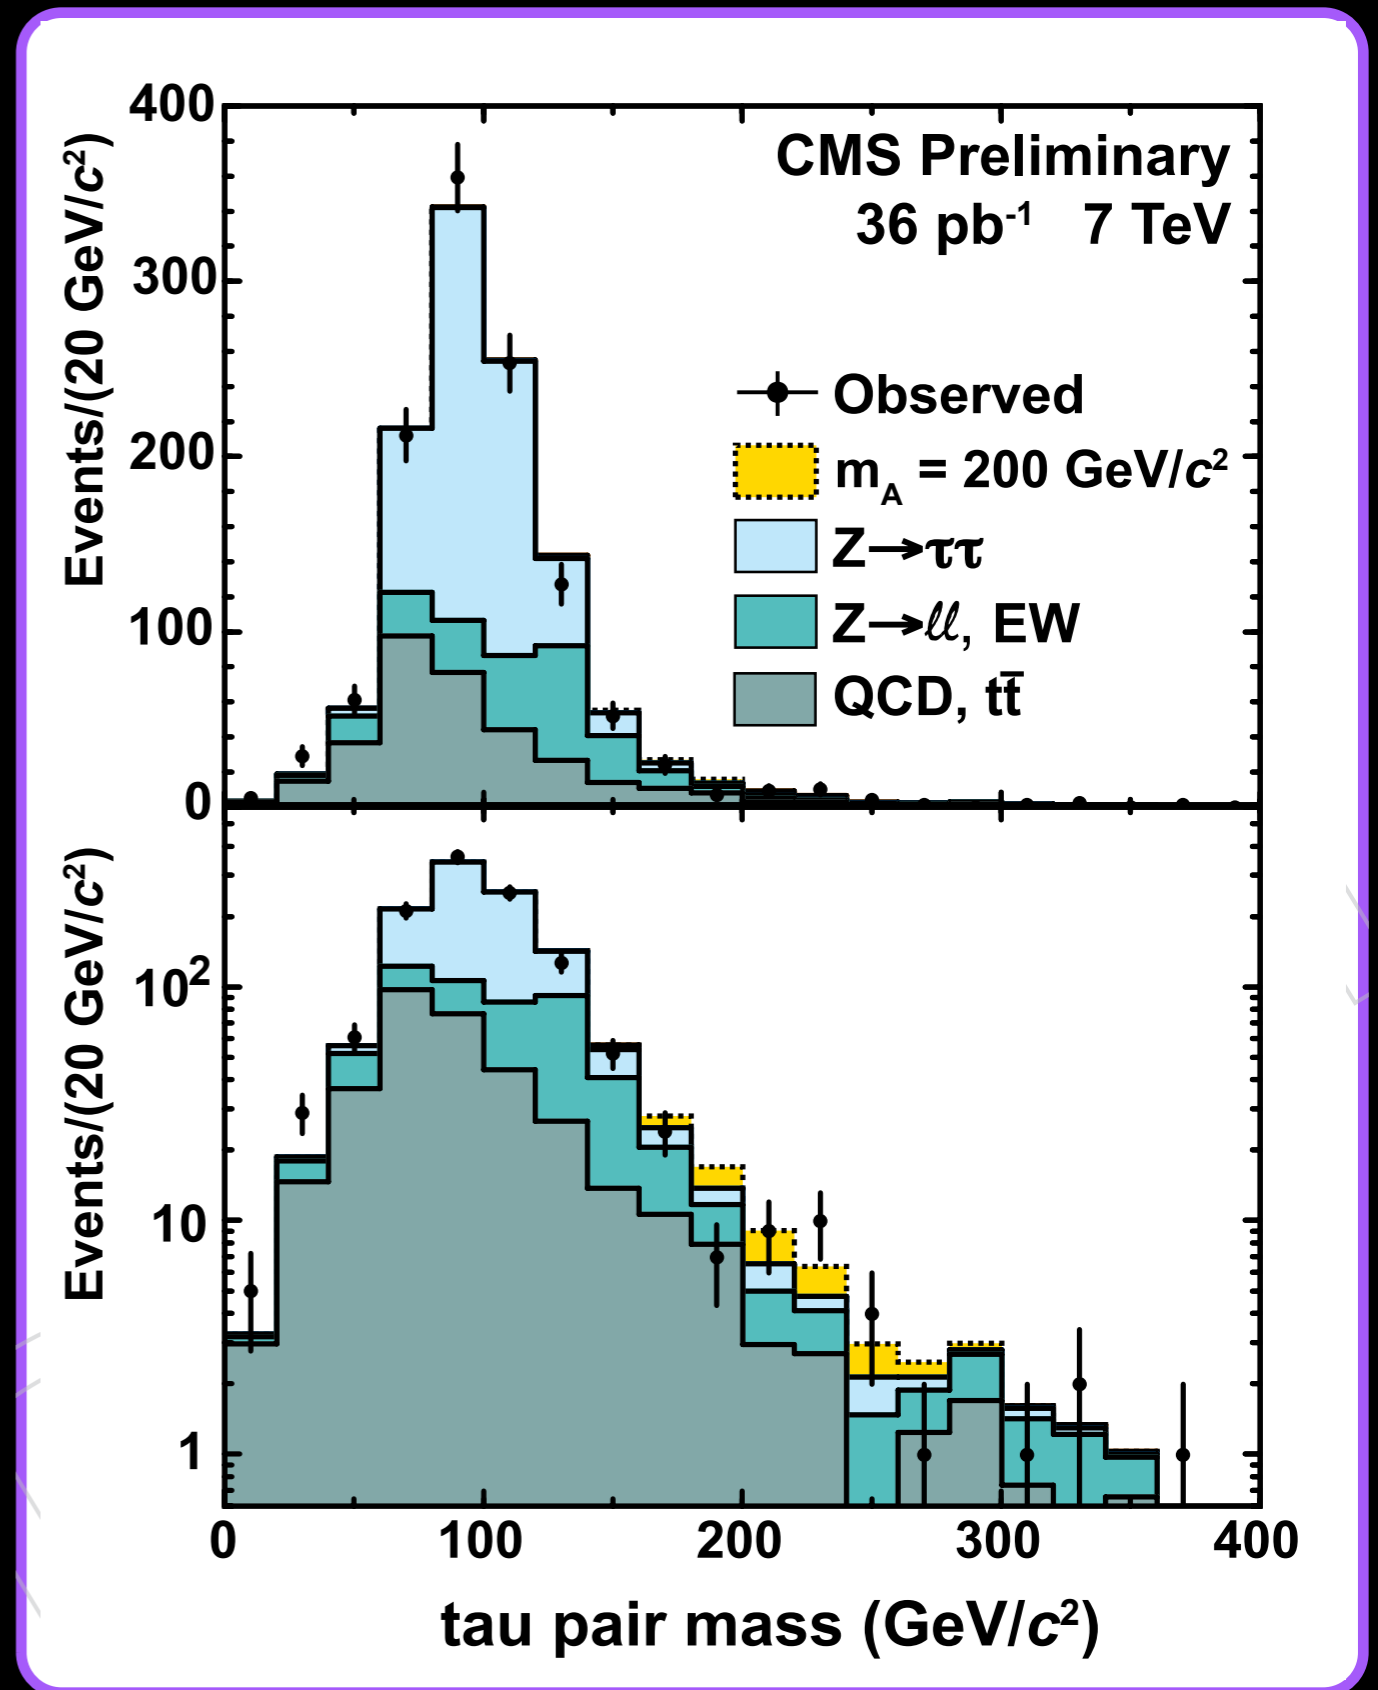 400
300
200
100
0
Events/(20 GeV/c²)
CMS Preliminary
36 pb⁻¹ 7 TeV
Observed
m_A = 200 GeV/c²
Z→ττ
Z→ℓℓ, EW
QCD, tt̄
10²
10
1
Events/(20 GeV/c²)
0 100 200 300 400
tau pair mass (GeV/c²)